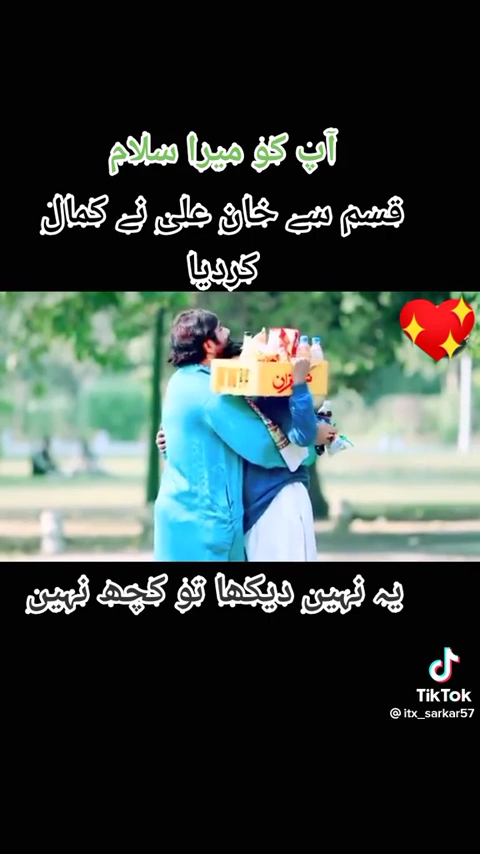 آپ کو میرا سلام
قسم سے خان علی نے کمال
کردیا
یہ نہیں دیکھا تو کچھ نہیں
TikTok
@itx_sarkar57